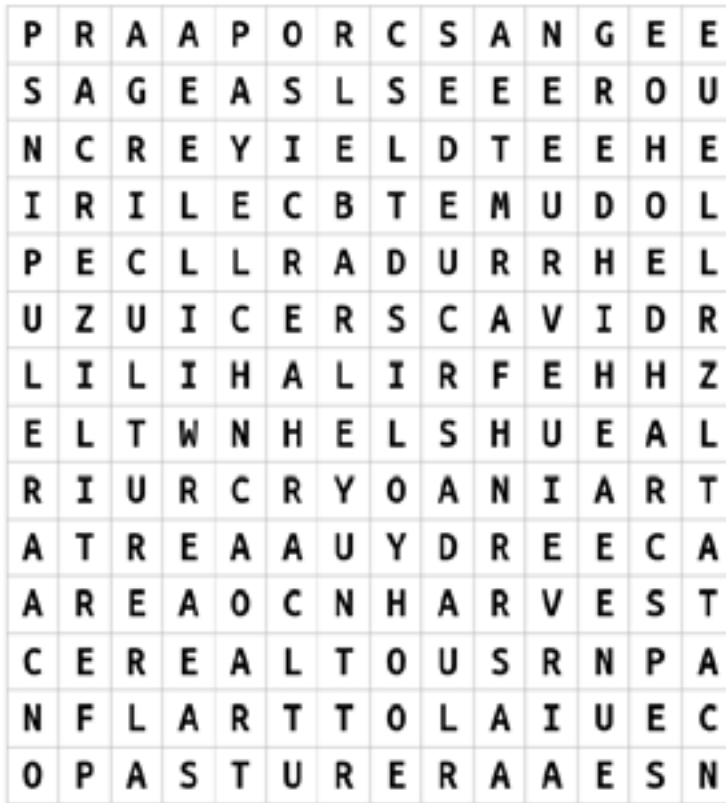 P R A A P O R C S A N G E E
S A G E A S L S E E E R O U
N C R E Y I E L D T E E H E
I R I L E C B T E M U D O L
P E C L L R A D U R R H E L
U Z U I C E R S C A V I D R
L I L I H A L I R F E H H Z
E L T W N H E L S H U E A L
R I U R C R Y O A N I A R T
A T R E A A U Y D R E E C A
A R E A O C N H A R V E S T
C E R E A L T O U S R N P A
N F L A R T T O L A I U E C
O P A S T U R E R A A E S N